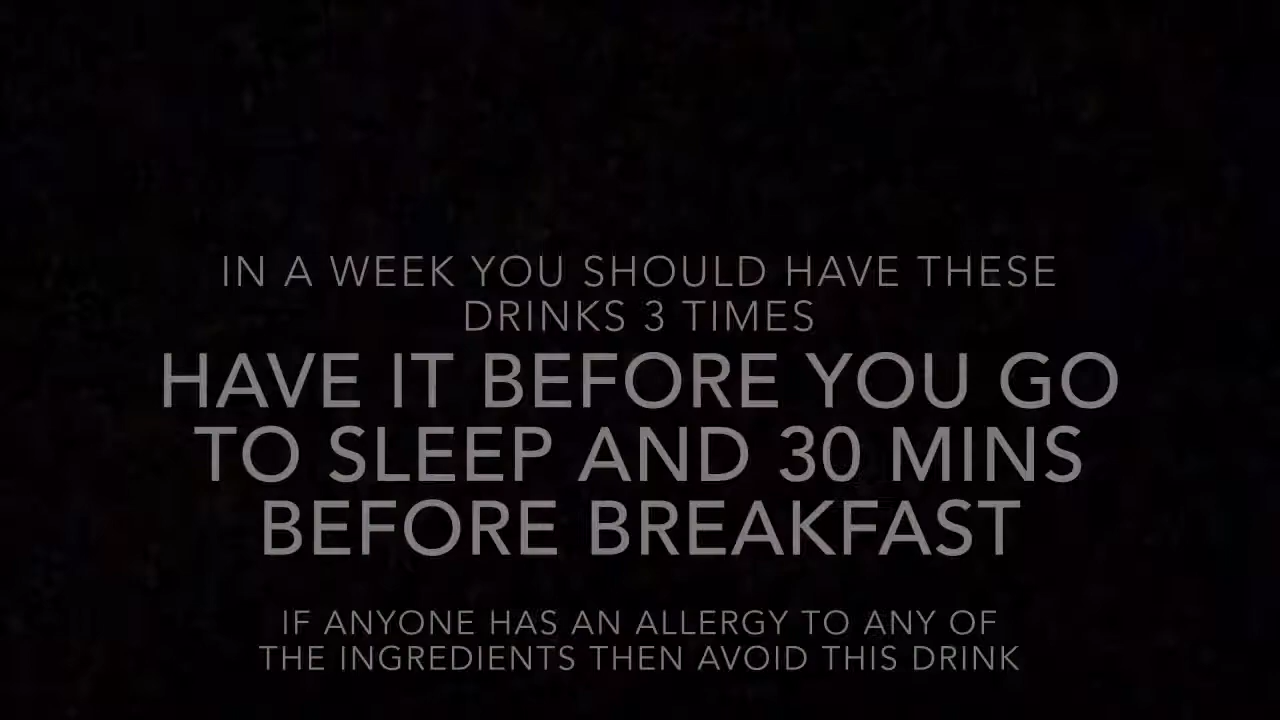 IN A WEEK YOU SHOULD HAVE THESE
DRINKS 3 TIMES
HAVE IT BEFORE YOU GO
TO SLEEP AND 30 MINS
BEFORE BREAKFAST
IF ANYONE HAS AN ALLERGY TO ANY OF
THE INGREDIENTS THEN AVOID THIS DRINK